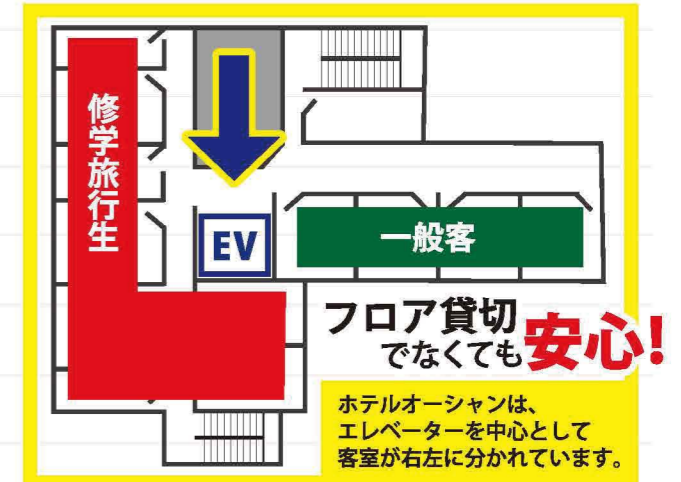 修学旅行生
EV
一般客
フロア貸切
でなくても安心!
ホテルオーシャンは、
エレベーターを中心として
客室が右左に分かれています。